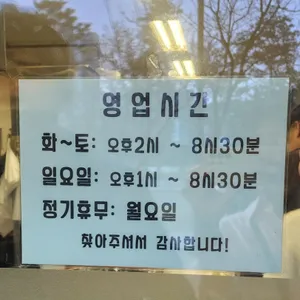 영업시간
화~토: 오후2시 ~ 8시30분
일요일: 오후1시 ~ 8시30분
정기휴무: 월요일
찾아주셔서 감사합니다!